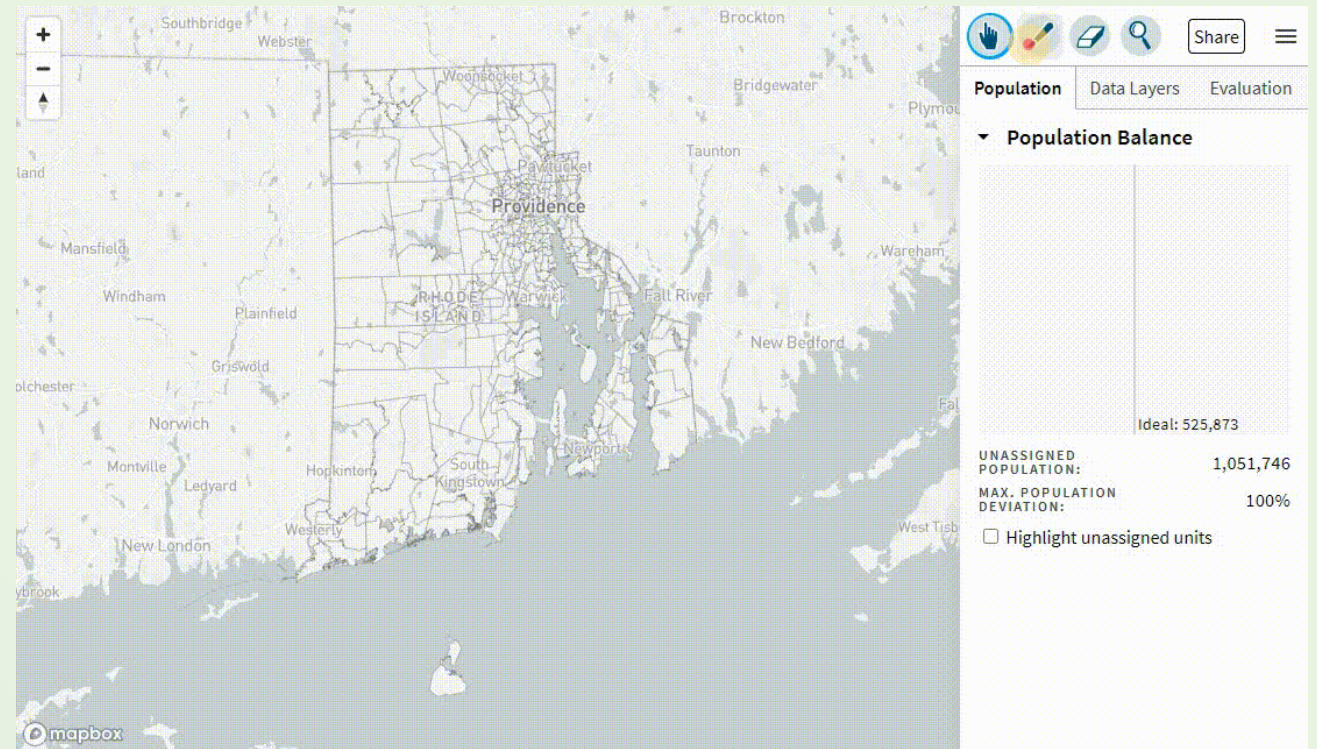 Southbridge
Brockton
Webster
Woonsocket
Bridgewater
Plymou
Taunton
land
Pawtucket
Providence
Mansfield
Wareham
Windham
RHODE
ISLAND
Warwick
Fall River
Plainfield
New Bedford
Griswold
olchester
Norwich
Fal
Newport
Montville
Hopkinton
South
Kingstown
Ledyard
Westerly
West Tisb
New London
ybrook
mapbox
Share
Population
Data Layers
Evaluation
Population Balance
Ideal: 525,873
UNASSIGNED
POPULATION:
1,051,746
MAX. POPULATION
DEVIATION:
100%
Highlight unassigned units